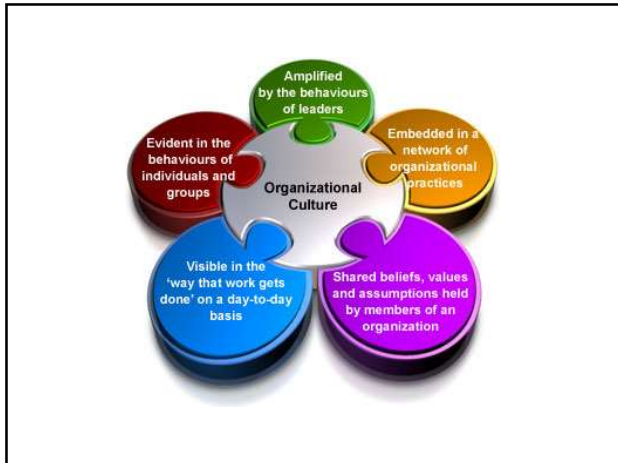 Amplified
by the behaviours
of leaders
Evident in the
behaviours of
individuals and
groups
Embedded in a
network of
organizational
practices
Organizational
Culture
Visible in the
'way that work gets
done' on a day-to-day
basis
Shared beliefs, values
and assumptions held
by members of an
organization